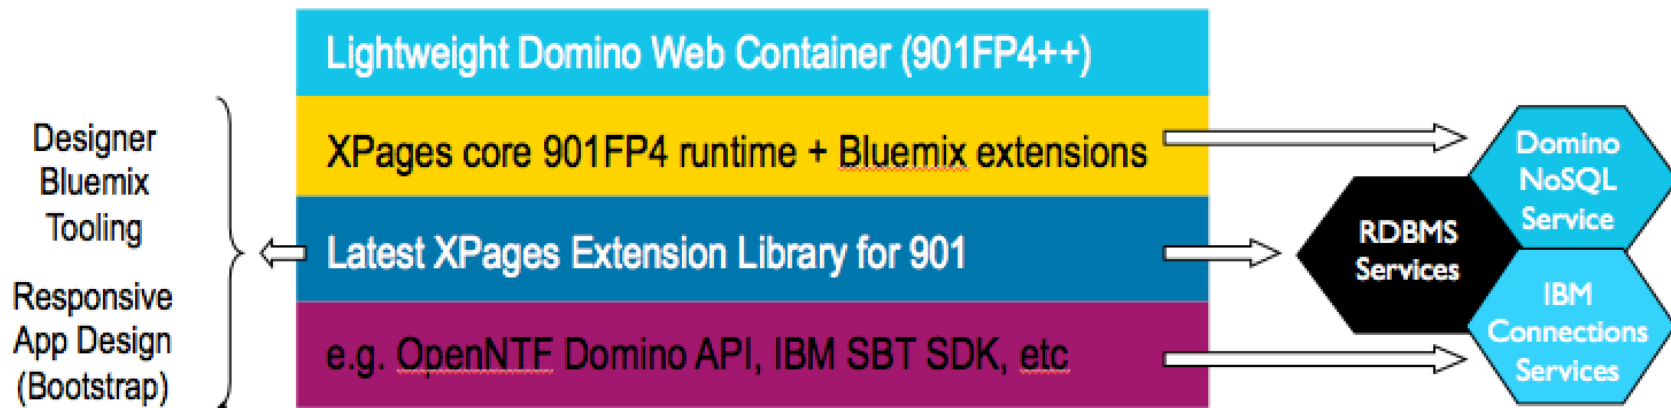 Lightweight Domino Web Container (901FP4++)
XPages core 901FP4 runtime + Bluemix extensions
Latest XPages Extension Library for 901
e.g. OpenNTF Domino API, IBM SBT SDK, etc
Designer
Bluemix
Tooling
Responsive
App Design
(Bootstrap)
Domino
NoSQL
Service
RDBMS
Services
IBM
Connections
Services